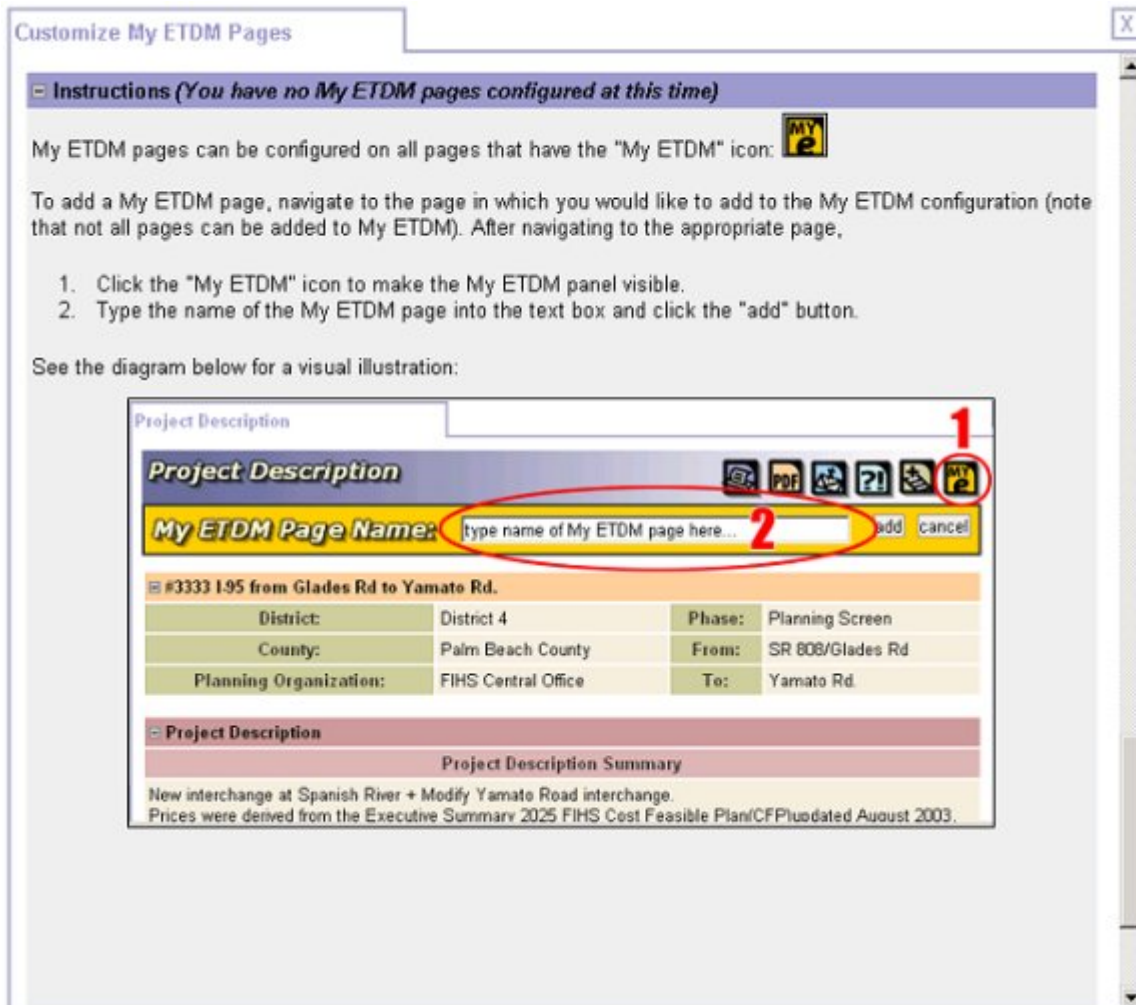 Customize My ETDM Pages
X
Instructions (You have no My ETDM pages configured at this time)
My ETDM pages can be configured on all pages that have the "My ETDM" icon: MY e
To add a My ETDM page, navigate to the page in which you would like to add to the My ETDM configuration (note
that not all pages can be added to My ETDM). After navigating to the appropriate page,
1. Click the "My ETDM" icon to make the My ETDM panel visible.
2. Type the name of the My ETDM page into the text box and click the "add" button.
See the diagram below for a visual illustration:
Project Description
1
Project Description PDF ?! MY e
My ETDM Page Name: type name of My ETDM page here... 2 add cancel
#3333 I-95 from Glades Rd to Yamato Rd.
District: District 4 Phase: Planning Screen
County: Palm Beach County From: SR 808/Glades Rd
Planning Organization: FIHS Central Office To: Yamato Rd.
Project Description
Project Description Summary
New interchange at Spanish River + Modify Yamato Road interchange.
Prices were derived from the Executive Summary 2025 FIHS Cost Feasible Plan(CFP)updated August 2003.